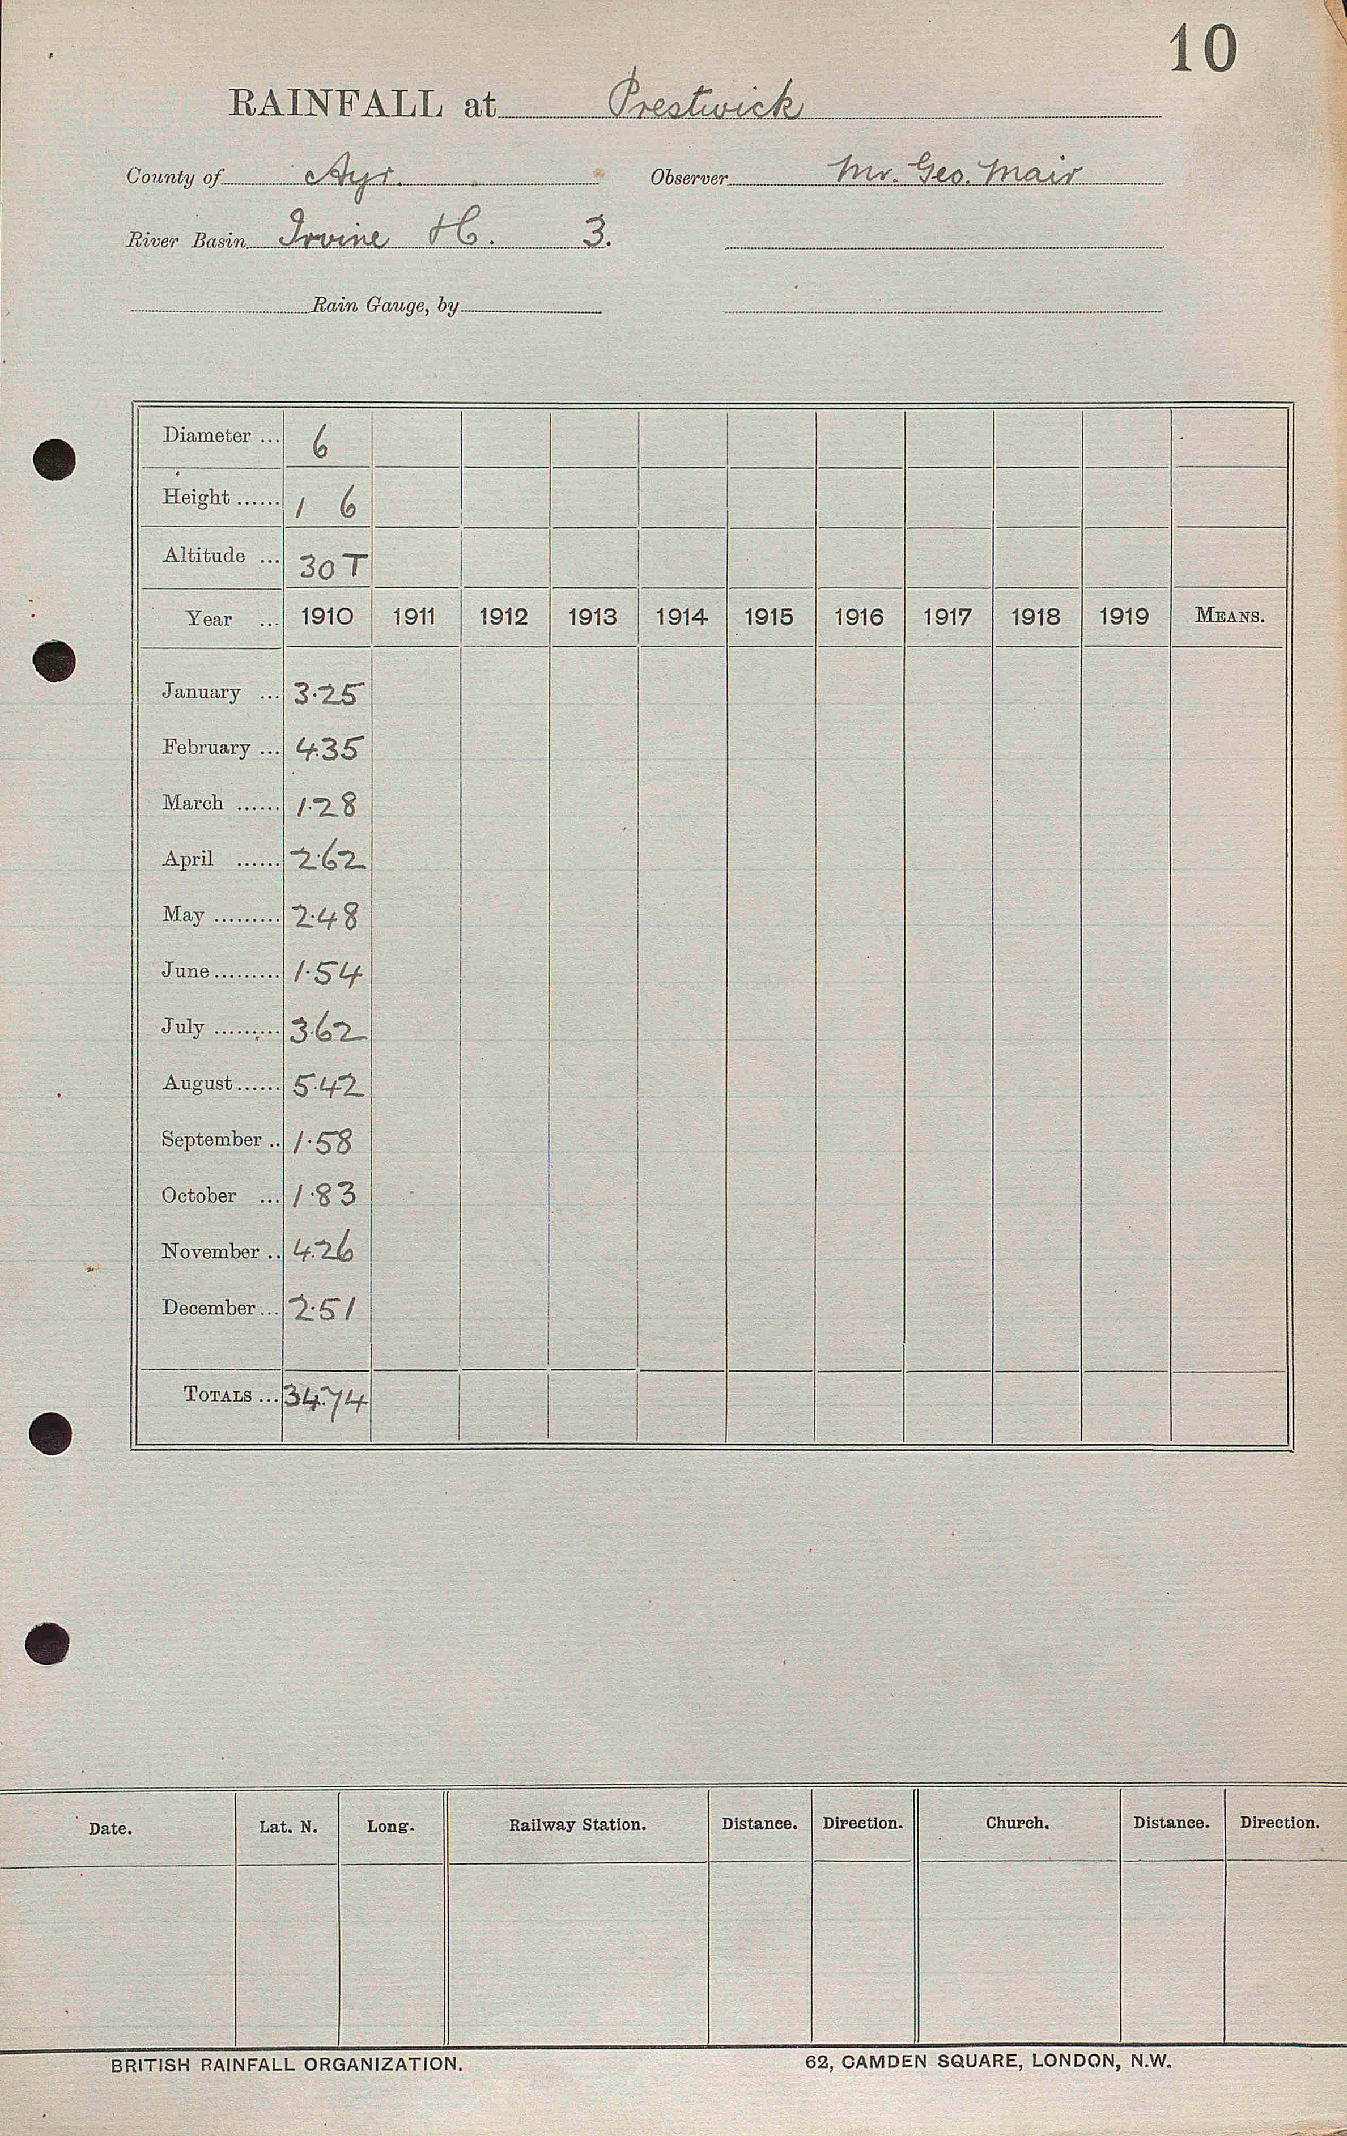 10
RAINFALL at Prestwick
County of Ayr. Observer Mr. Geo. Mair
River Basin Irvine H. 3.
Rain Gauge, by
Diameter ... 6
Height ...... 1 6
Altitude ... 30 T
Year ... 1910 1911 1912 1913 1914 1915 1916 1917 1918 1919 MEANS.
January ... 3.25
February ... 4.35
March ...... 1.28
April ...... 2.62
May ......... 2.48
June ......... 1.54
July ......... 3.62
August ...... 5.42
September .. 1.58
October ... 1.83
November .. 4.26
December ... 2.51
TOTALS ... 34.74
Date. Lat. N. Long. Railway Station. Distance. Direction. Church. Distance. Direction.
BRITISH RAINFALL ORGANIZATION. 62, CAMDEN SQUARE, LONDON, N.W.